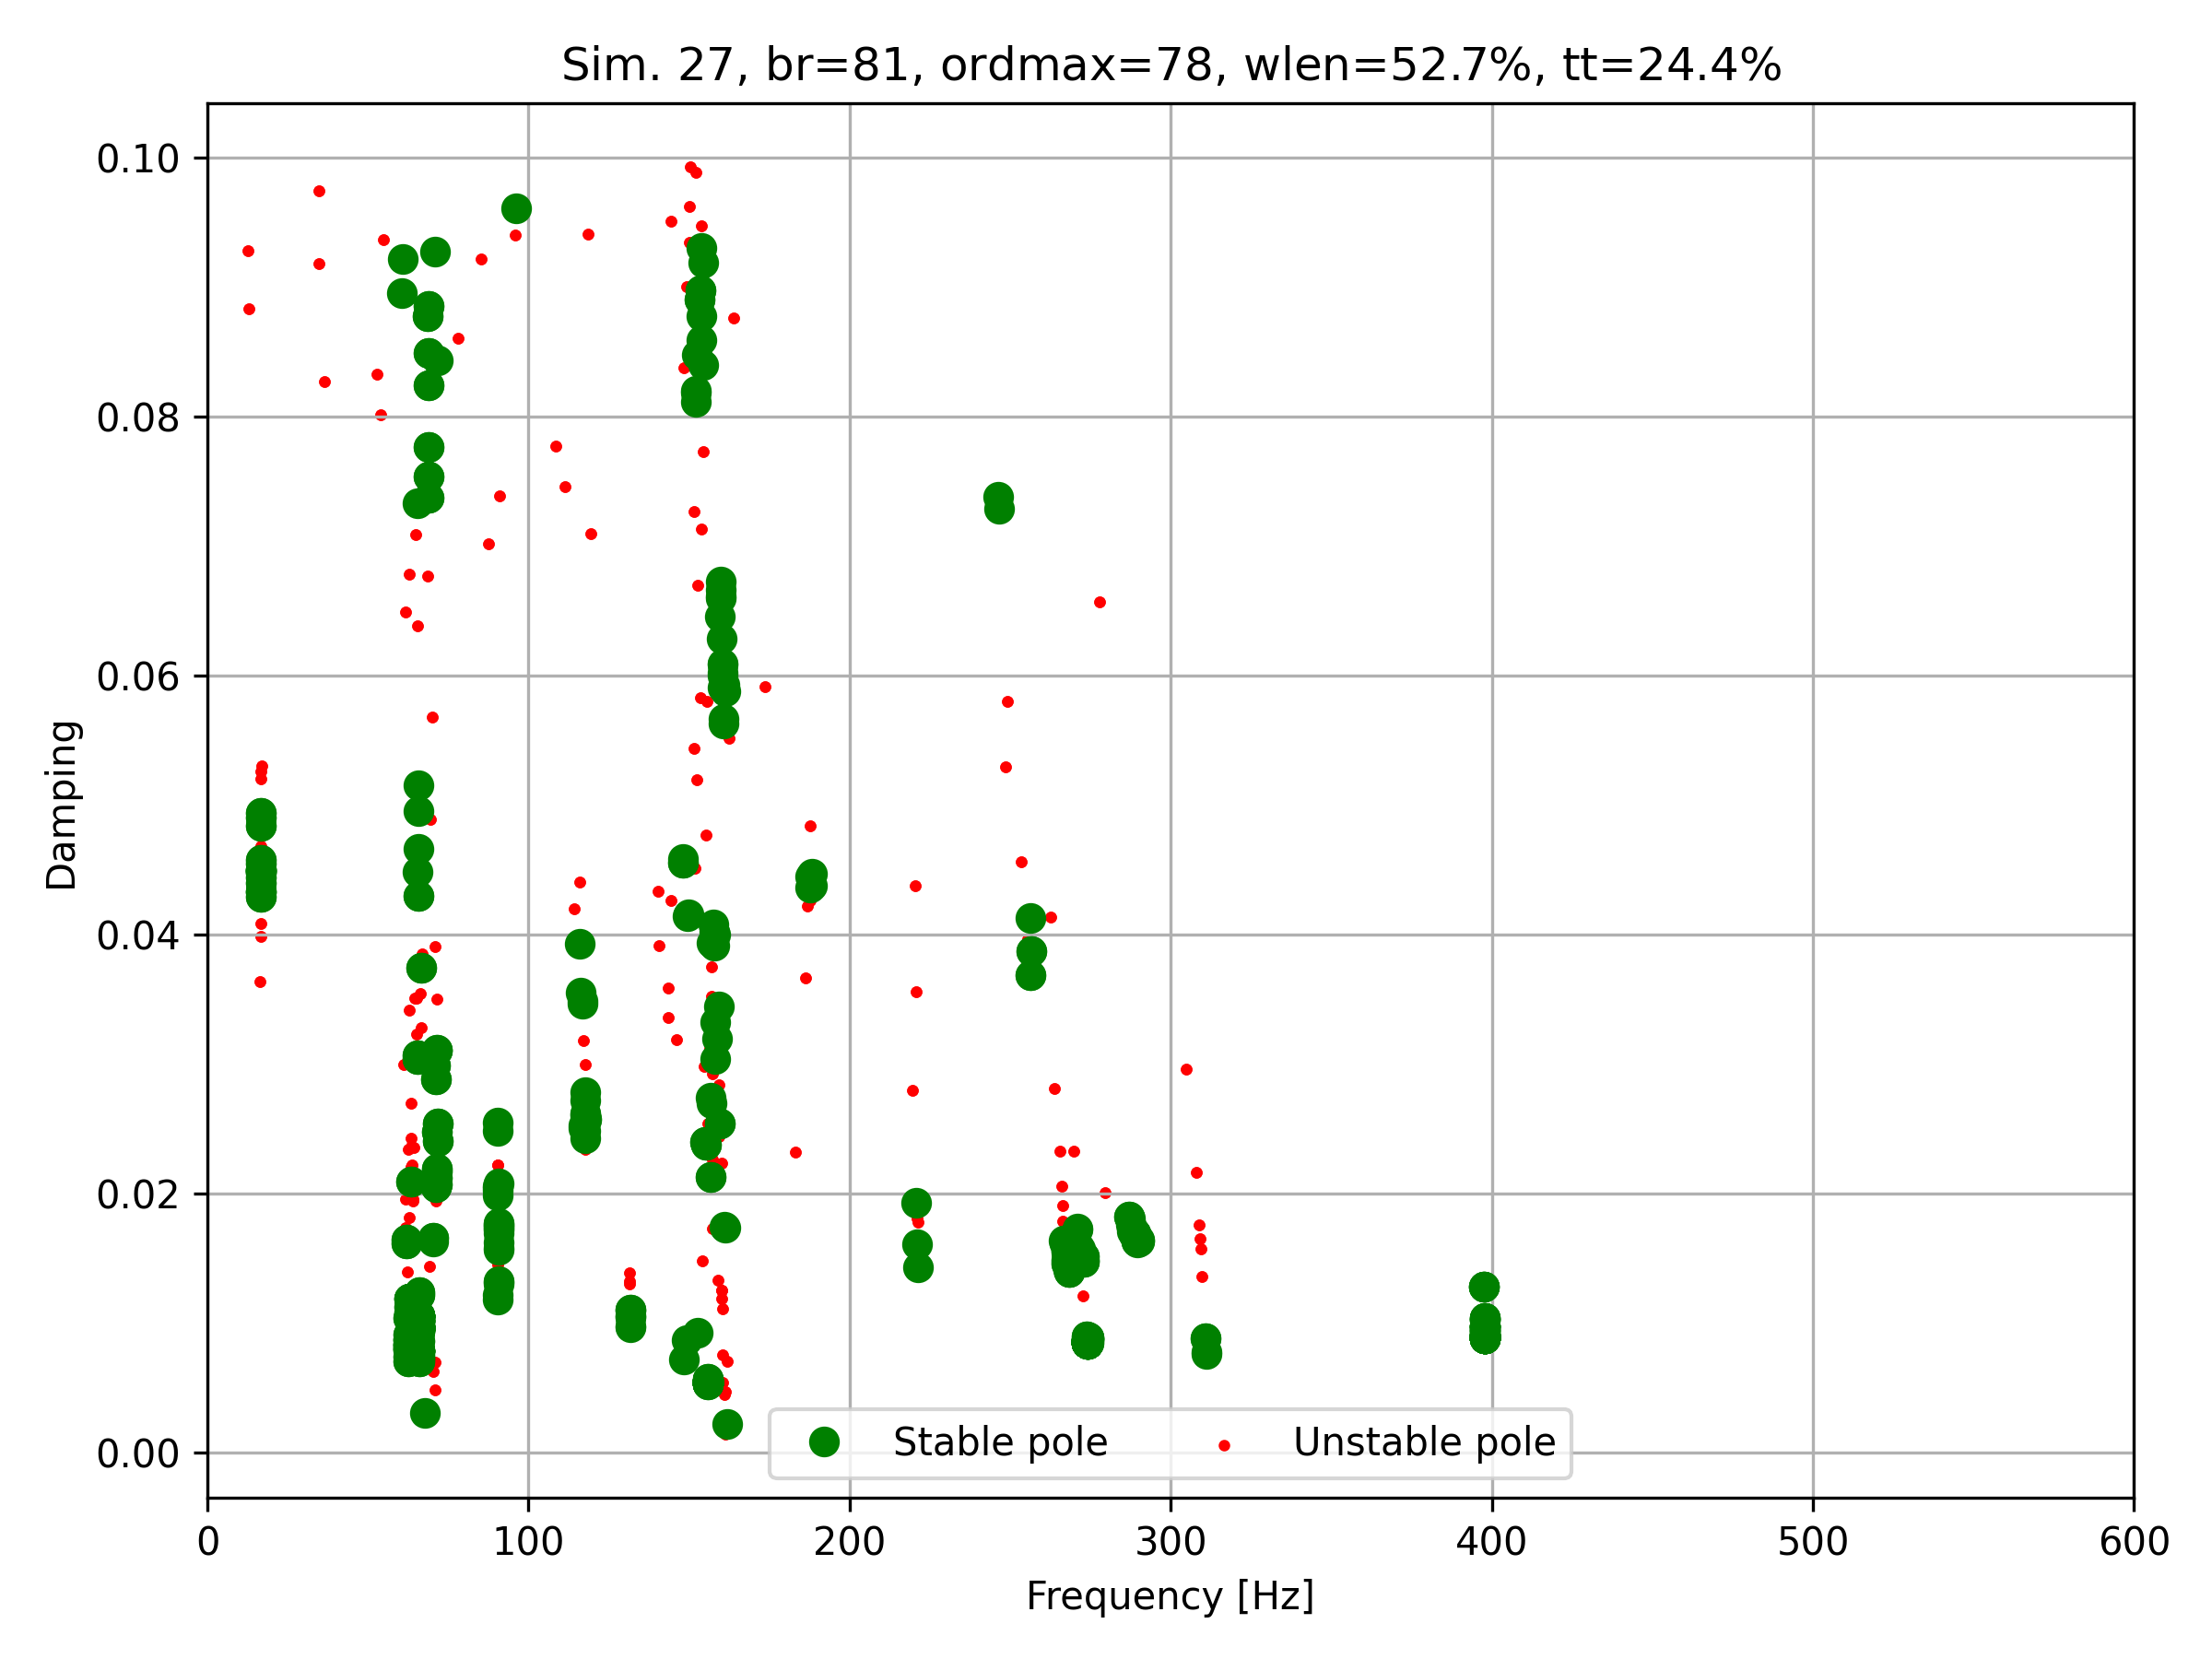 Sim. 27, br=81, ordmax=78, wlen=52.7%, tt=24.4%
0.10
0.08
0.06
0.04
0.02
0.00
Damping
Stable pole Unstable pole
0 100 200 300 400 500 600
Frequency [Hz]